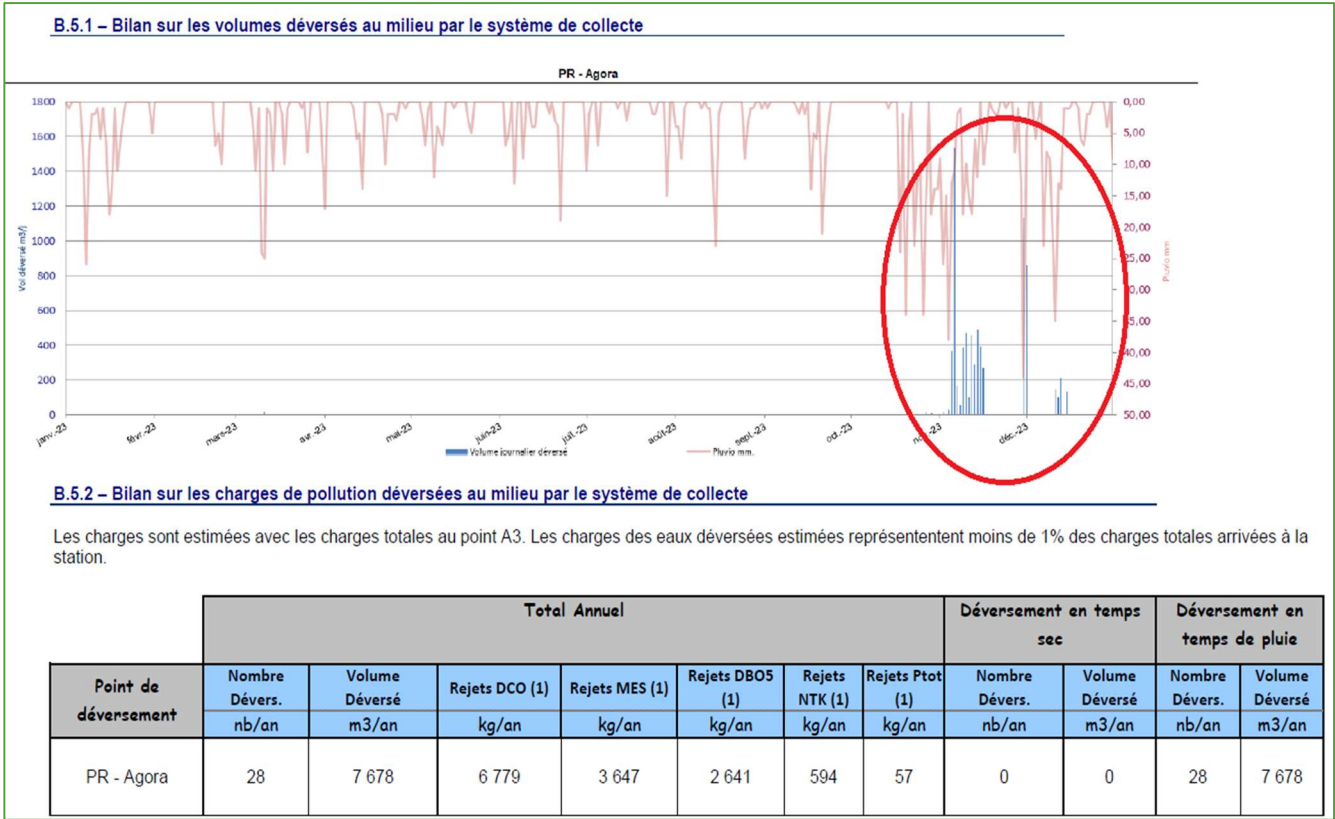 B.5.1 – Bilan sur les volumes déversés au milieu par le système de collecte
PR - Agora
1800
1600
1400
1200
1000
800
600
400
200
0
Vol déversé m3/j
0,00
5,00
10,00
15,00
20,00
25,00
30,00
35,00
40,00
45,00
50,00
Pluvio mm
janv.-23
févr.-23
mars-23
avr.-23
mai-23
juin-23
juil.-23
août-23
sept.-23
oct.-23
nov.-23
déc.-23
Volume journalier déversé
Pluvio mm.
B.5.2 – Bilan sur les charges de pollution déversées au milieu par le système de collecte
Les charges sont estimées avec les charges totales au point A3. Les charges des eaux déversées estimées représententent moins de 1% des charges totales arrivées à la
station.
Total Annuel
Déversement en temps
sec
Déversement en
temps de pluie
Point de
déversement
Nombre
Dévers.
Volume
Déversé
Rejets DCO (1)
Rejets MES (1)
Rejets DBO5
(1)
Rejets
NTK (1)
Rejets Ptot
(1)
Nombre
Dévers.
Volume
Déversé
Nombre
Dévers.
Volume
Déversé
nb/an
m3/an
kg/an
kg/an
kg/an
kg/an
kg/an
nb/an
m3/an
nb/an
m3/an
PR - Agora
28
7 678
6 779
3 647
2 641
594
57
0
0
28
7 678